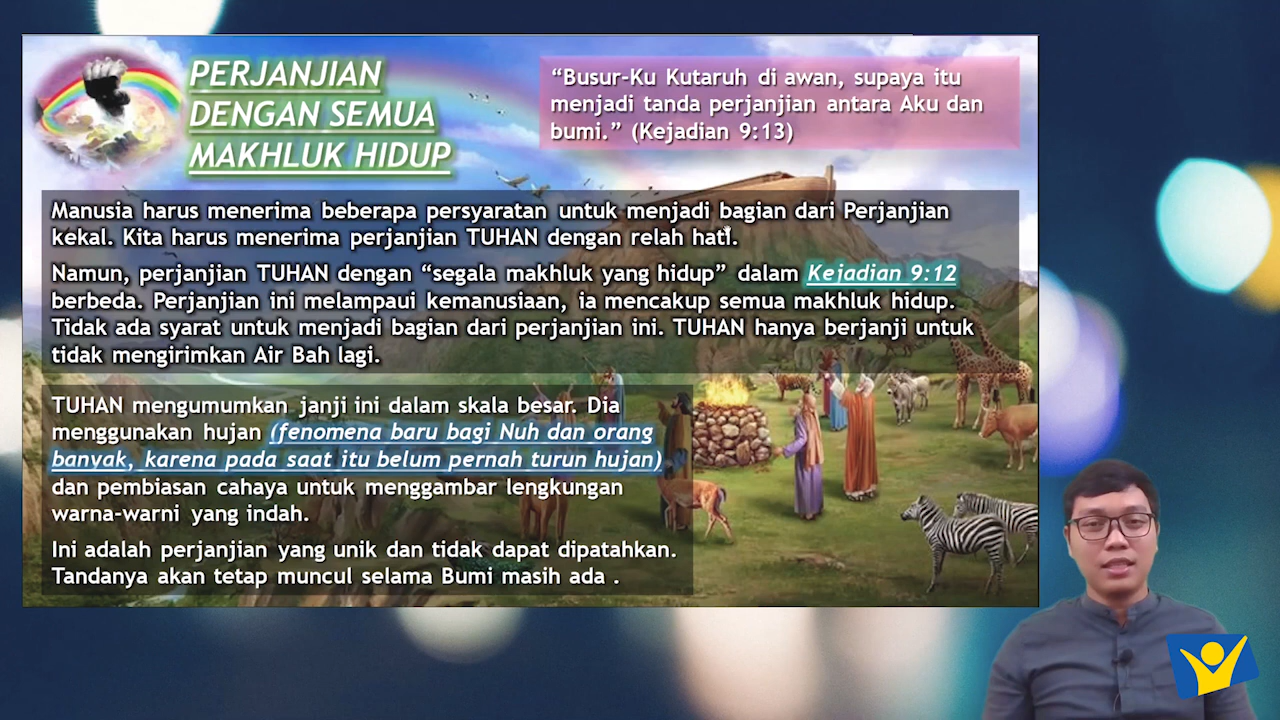 PERJANJIAN
DENGAN SEMUA
MAKHLUK HIDUP
“Busur-Ku Kutaruh di awan, supaya itu
menjadi tanda perjanjian antara Aku dan
bumi.” (Kejadian 9:13)
Manusia harus menerima beberapa persyaratan untuk menjadi bagian dari Perjanjian
kekal. Kita harus menerima perjanjian TUHAN dengan relah hati.
Namun, perjanjian TUHAN dengan “segala makhluk yang hidup” dalam Kejadian 9:12
berbeda. Perjanjian ini melampaui kemanusiaan, ia mencakup semua makhluk hidup.
Tidak ada syarat untuk menjadi bagian dari perjanjian ini. TUHAN hanya berjanji untuk
tidak mengirimkan Air Bah lagi.
TUHAN mengumumkan janji ini dalam skala besar. Dia
menggunakan hujan (fenomena baru bagi Nuh dan orang
banyak, karena pada saat itu belum pernah turun hujan)
dan pembiasan cahaya untuk menggambar lengkungan
warna-warni yang indah.
Ini adalah perjanjian yang unik dan tidak dapat dipatahkan.
Tandanya akan tetap muncul selama Bumi masih ada .